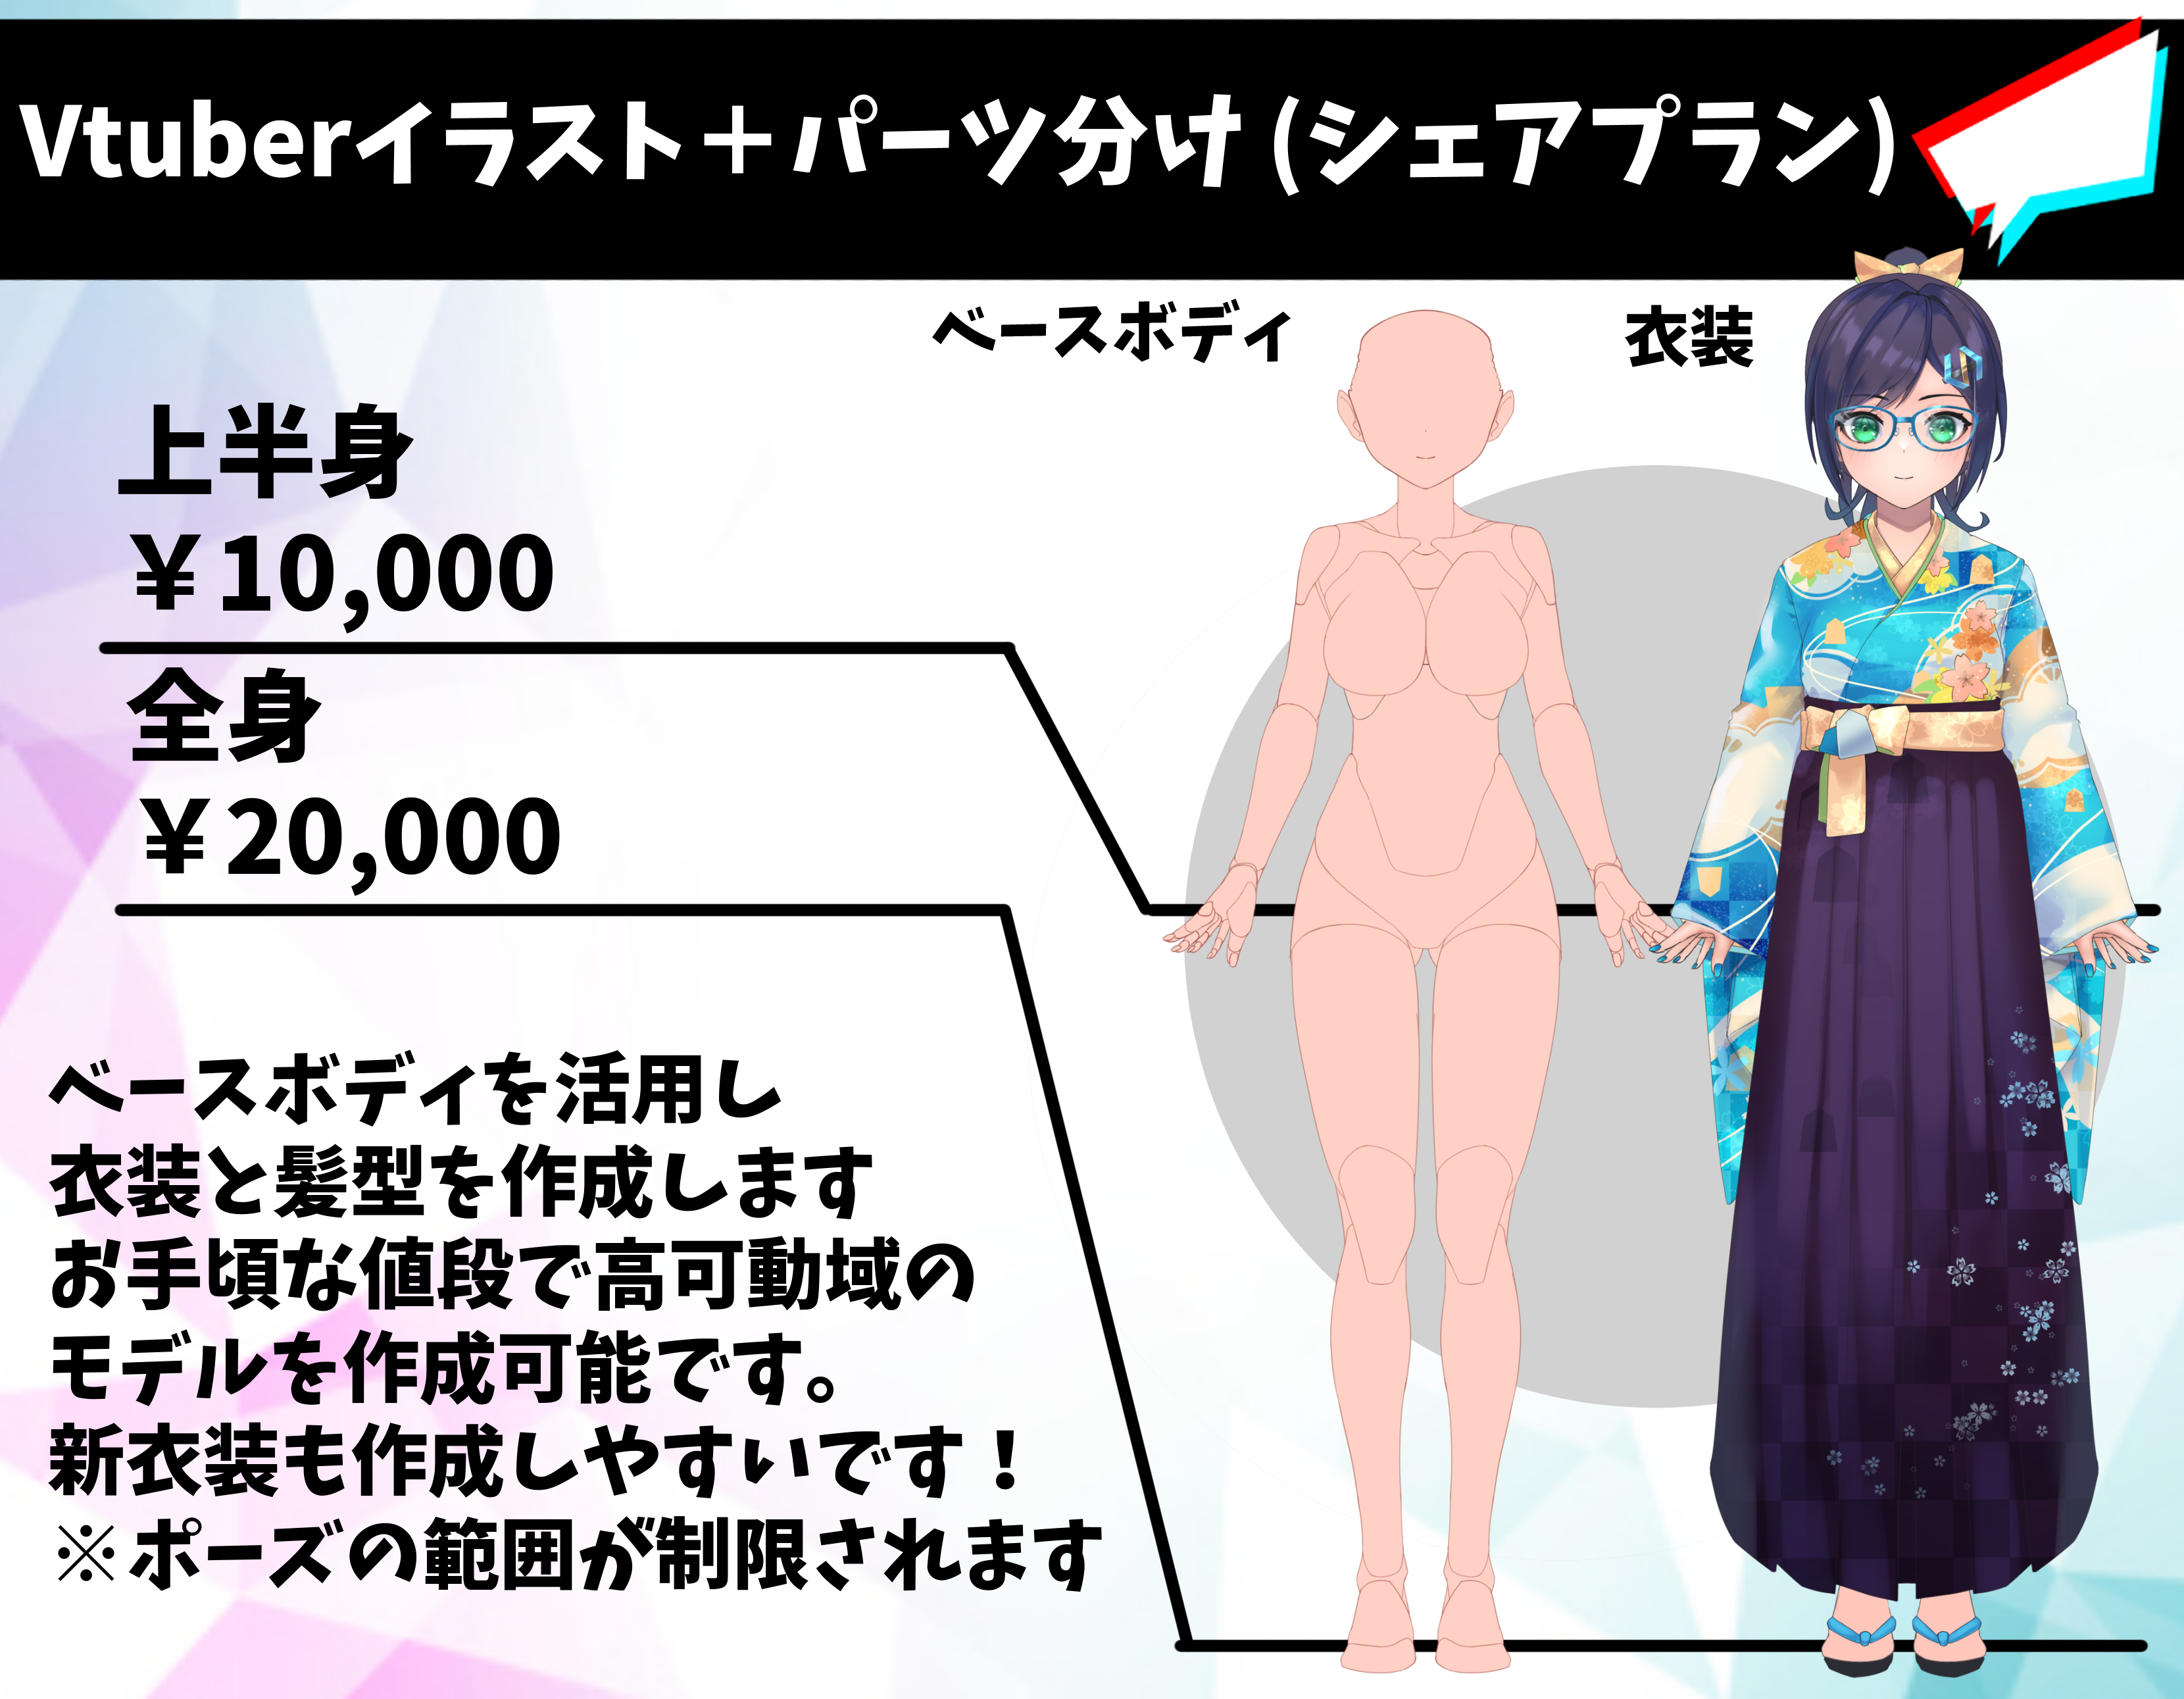 Vtuberイラスト＋パーツ分け(シェアプラン)
ベースボディ
衣装
上半身
￥10,000
全身
￥20,000
ベースボディを活用し
衣装と髪型を作成します
お手頃な値段で高可動域の
モデルを作成可能です。
新衣装も作成しやすいです！
※ポーズの範囲が制限されます